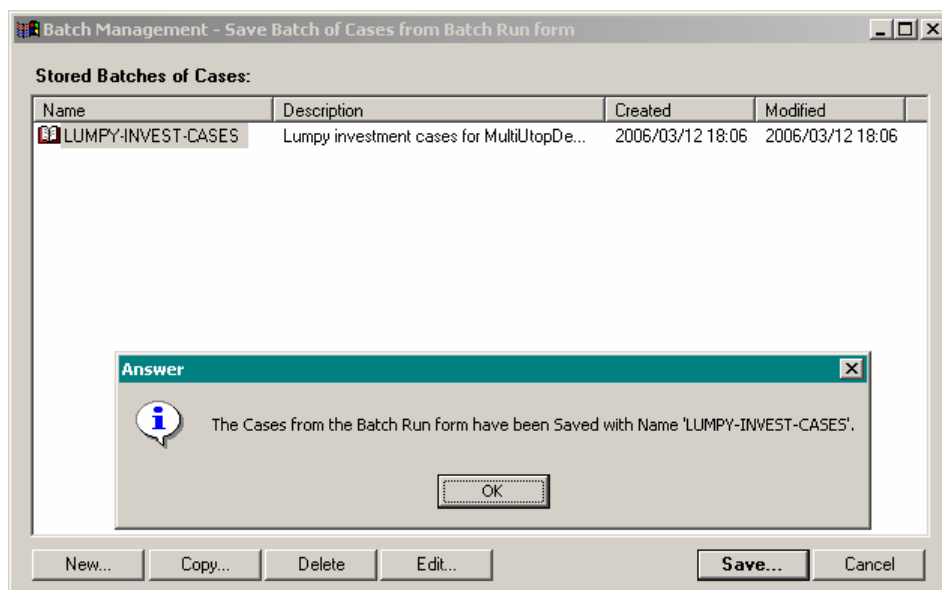 Batch Management - Save Batch of Cases from Batch Run form
Stored Batches of Cases:
Name Description Created Modified
LUMPY-INVEST-CASES Lumpy investment cases for MultiUtopDe... 2006/03/12 18:06 2006/03/12 18:06
Answer
The Cases from the Batch Run form have been Saved with Name 'LUMPY-INVEST-CASES'.
OK
New... Copy... Delete Edit... Save... Cancel